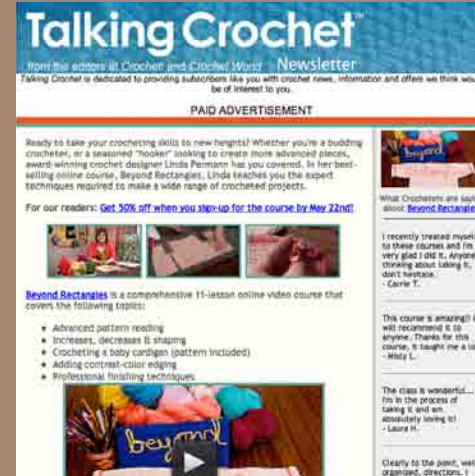 Talking Crochet™
from the editors at Crochet! and Crochet World Newsletter
Talking Crochet is dedicated to providing subscribers like you with crochet news, information and offers we think wou
be of interest to you.
PAID ADVERTISEMENT
Ready to take your crocheting skills to new heights? Whether you're a budding
crocheter, or a seasoned "hooker" looking to create more advanced pieces,
award-winning crochet designer Linda Permann has you covered. In her best-
selling online course, Beyond Rectangles, Linda teaches you the expert
techniques required to make a wide range of crocheted projects.
For our readers: Get 50% off when you sign-up for the course by May 22nd!
Beyond Rectangles is a comprehensive 11-lesson online video course that
covers the following topics:
Advanced pattern reading
Increases, decreases & shaping
Crocheting a baby cardigan (pattern included)
Adding contrast-color edging
Professional finishing techniques
beyond
beyond
What Crocheters are say
about Beyond Rectangle
I recently treated mysel
to these courses and I'm
very glad I did it. Anyone
thinking about taking it,
don't hesitate.
- Carrie T.
This course is amazing!! I
will recommend it to
anyone. Thanks for this
course, it taught me a lo
- Misty L.
The class is wonderful...
I'm in the process of
taking it and am
absolutely loving it!
- Laura H.
Clearly to the point, we
organized, directions. I